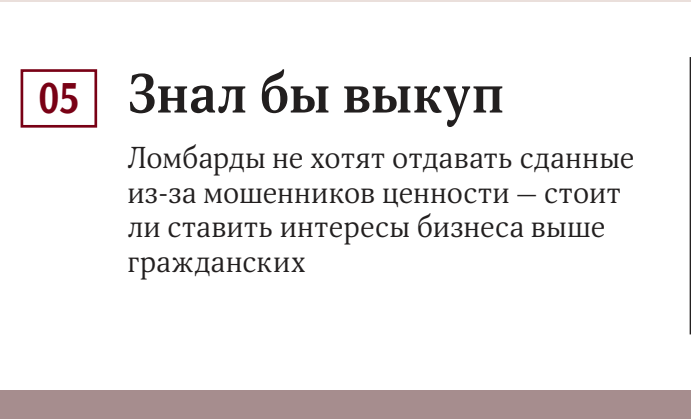 05
Знал бы выкуп
Ломбарды не хотят отдавать сданные
из-за мошенников ценности — стоит
ли ставить интересы бизнеса выше
гражданских